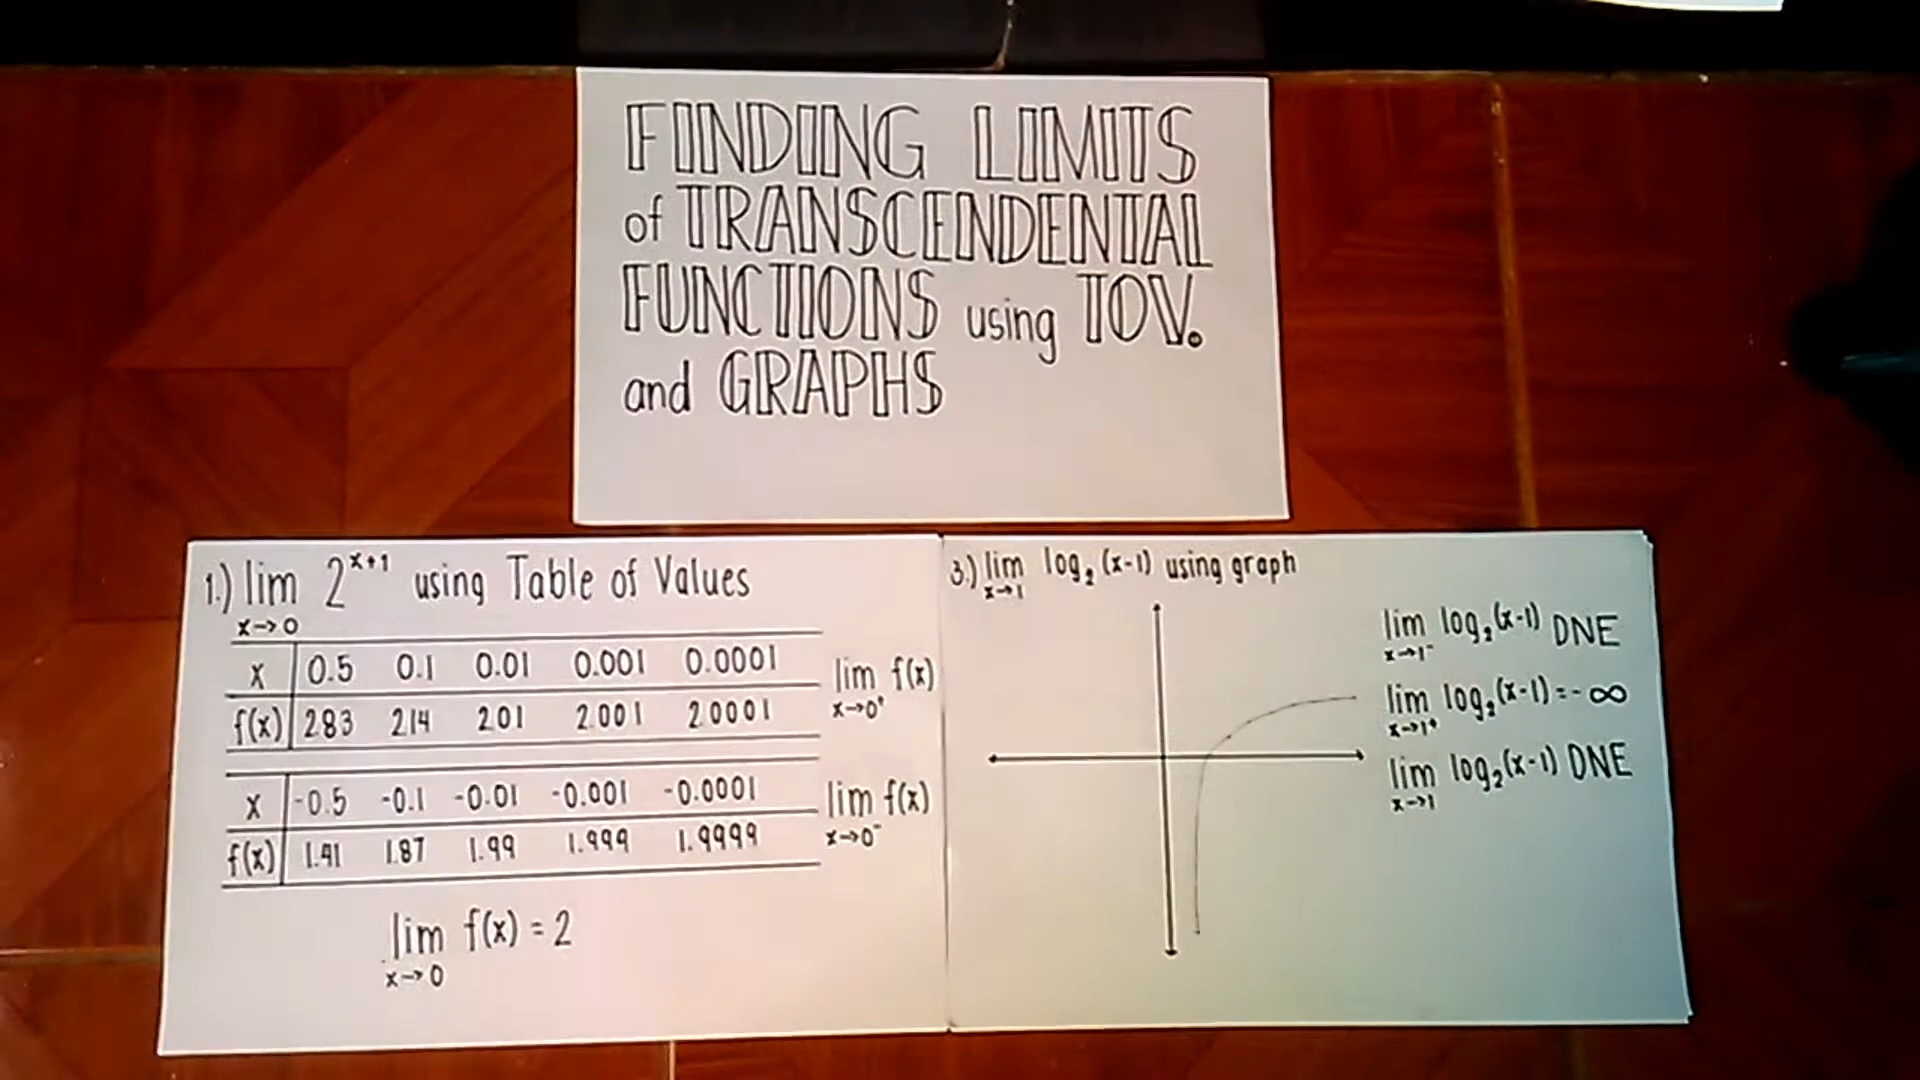 FINDING LIMITS
of TRANSCENDENTAL
FUNCTIONS using TOV.
and GRAPHS
1.) lim 2^{x+1} using Table of Values
x→0
x 0.5 0.1 0.01 0.001 0.0001
f(x) 2.83 2.14 2.01 2.001 2.0001
lim f(x)
x→0⁺
x -0.5 -0.1 -0.01 -0.001 -0.0001
f(x) 1.41 1.87 1.99 1.999 1.9999
lim f(x)
x→0⁻
lim f(x) = 2
x→0
3.) lim log₂ (x-1) using graph
x→1
lim log₂(x-1) DNE
x→1⁻
lim log₂(x-1) = -∞
x→1⁺
lim log₂(x-1) DNE
x→1